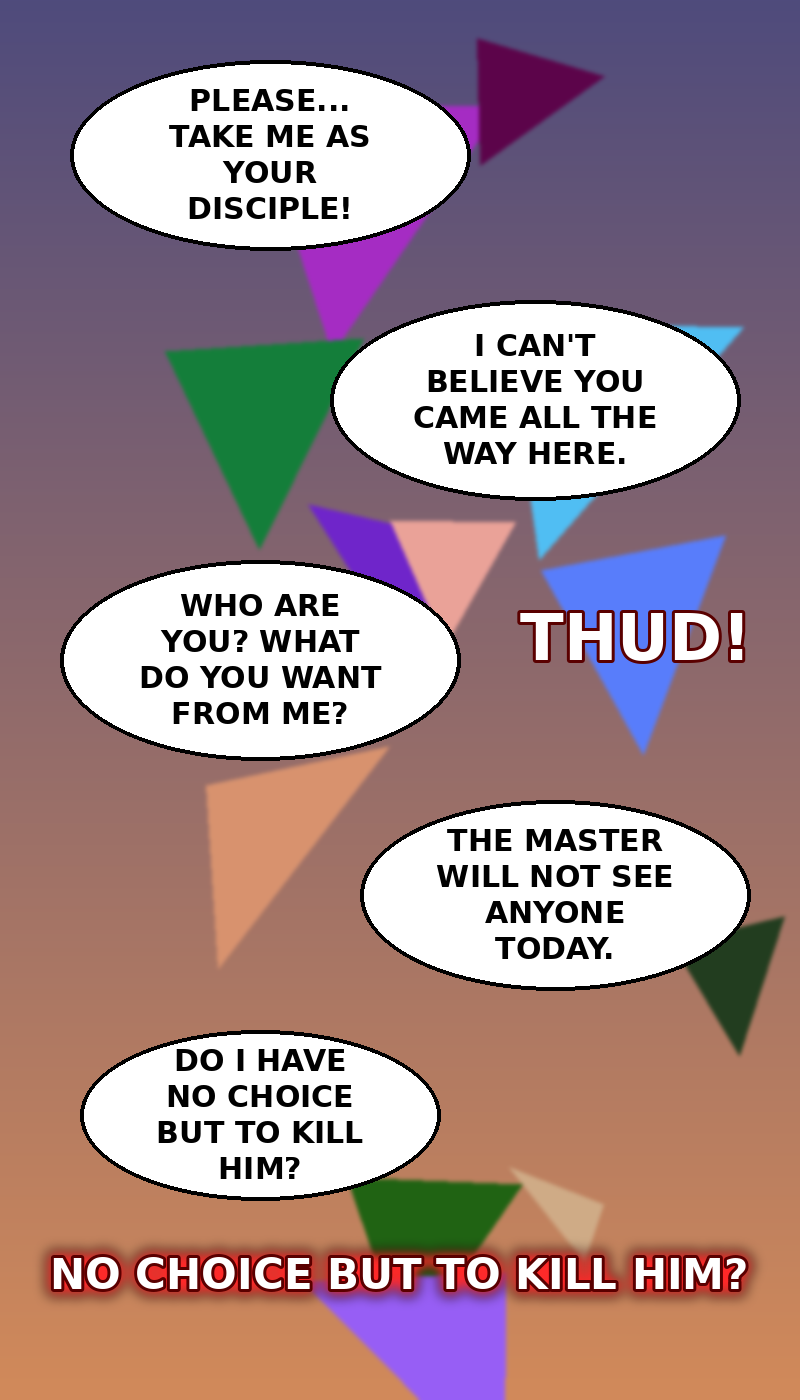 PLEASE...
TAKE ME AS
YOUR
DISCIPLE!
I CAN'T
BELIEVE YOU
CAME ALL THE
WAY HERE.
WHO ARE
YOU? WHAT
DO YOU WANT
FROM ME?
THUD!
THE MASTER
WILL NOT SEE
ANYONE
TODAY.
DO I HAVE
NO CHOICE
BUT TO KILL
HIM?
NO CHOICE BUT TO KILL HIM?